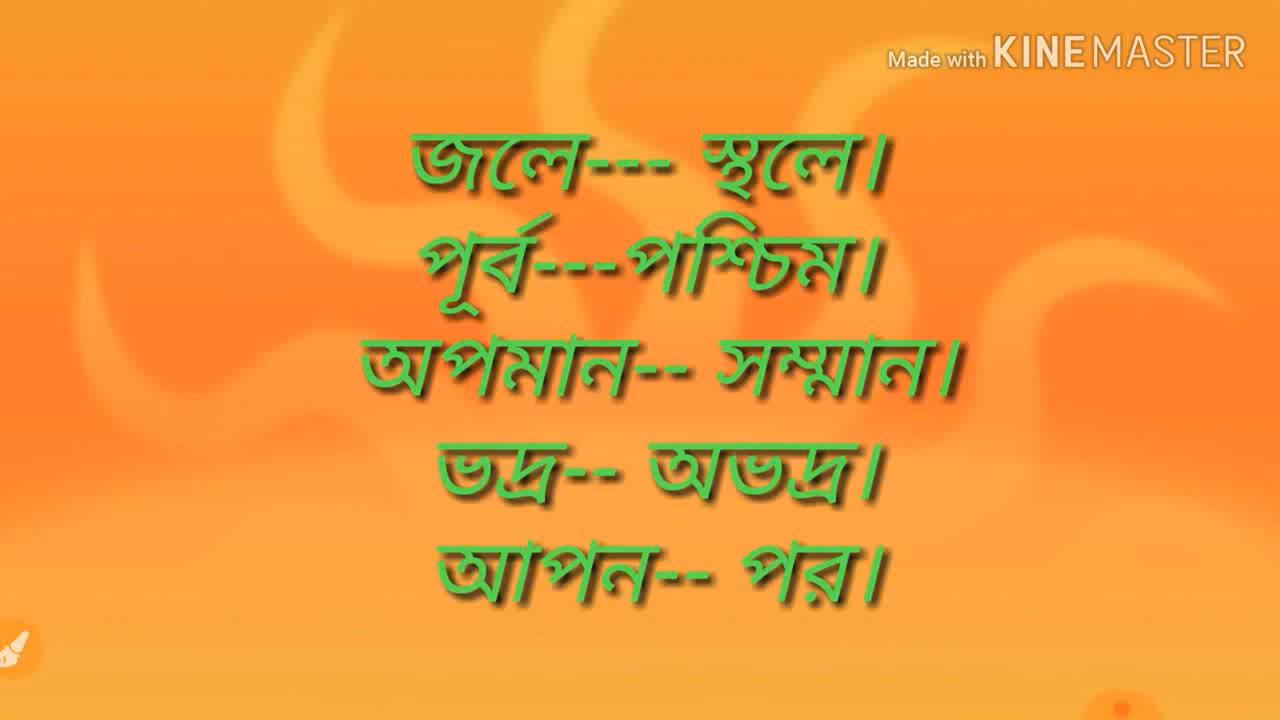 Made with KINEMASTER
জলে--- স্থলে।
পূর্ব---পশ্চিম।
অপমান-- সম্মান।
ভদ্র-- অভদ্র।
আপন-- পর।